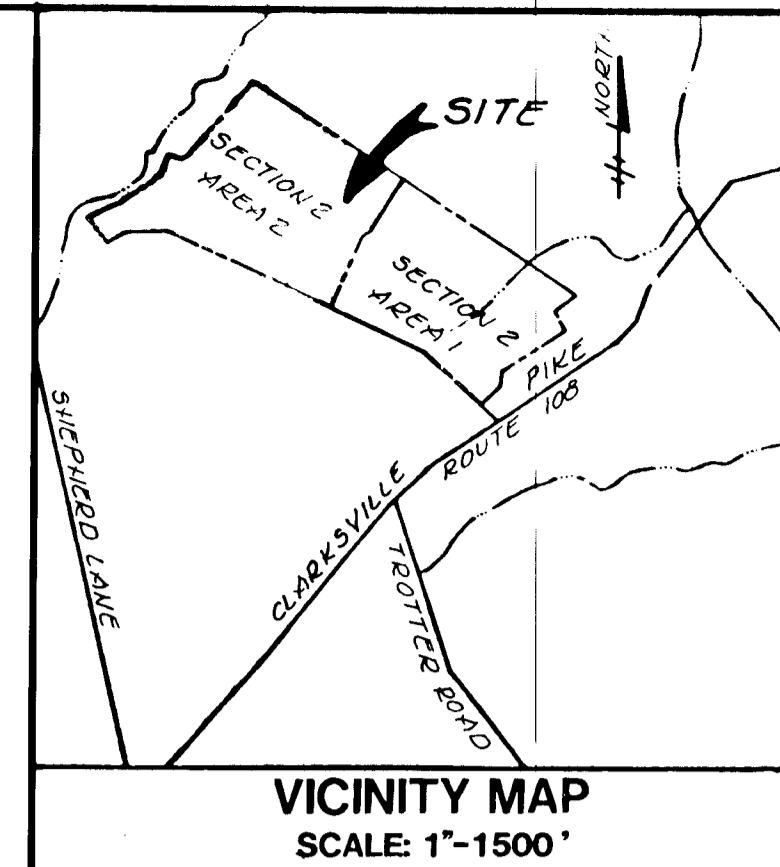 SITE
NORTH
SECTION 2
AREA 2
SECTION 2
AREA 1
PIKE
ROUTE 108
CLARKSVILLE
SHEPHERD LANE
TROTTER ROAD
VICINITY MAP
SCALE: 1"-1500'